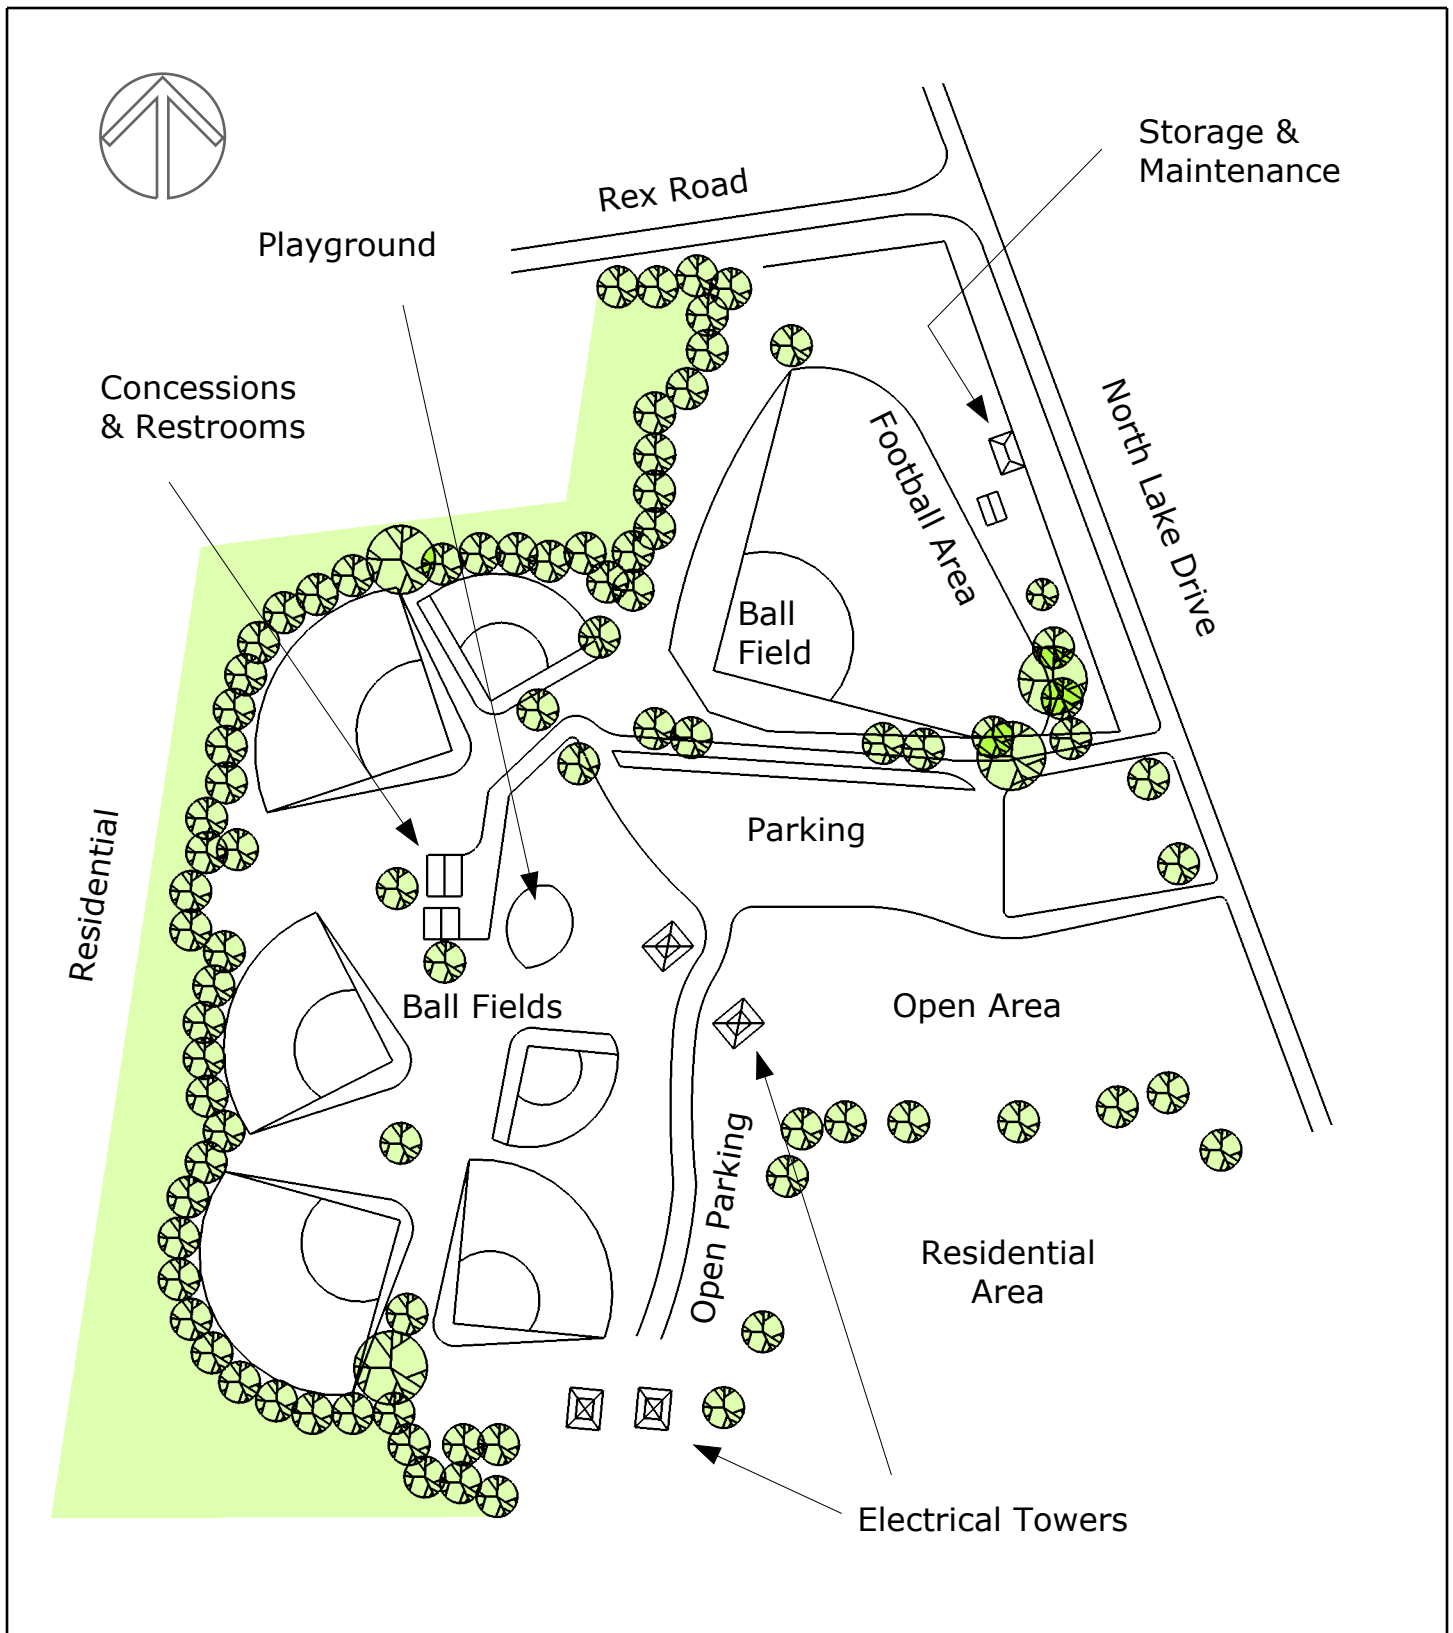 Storage &
Maintenance
Rex Road
Playground
Concessions
& Restrooms
North Lake Drive
Football Area
Ball
Field
Parking
Residential
Ball Fields
Open Area
Open Parking
Residential
Area
Electrical Towers